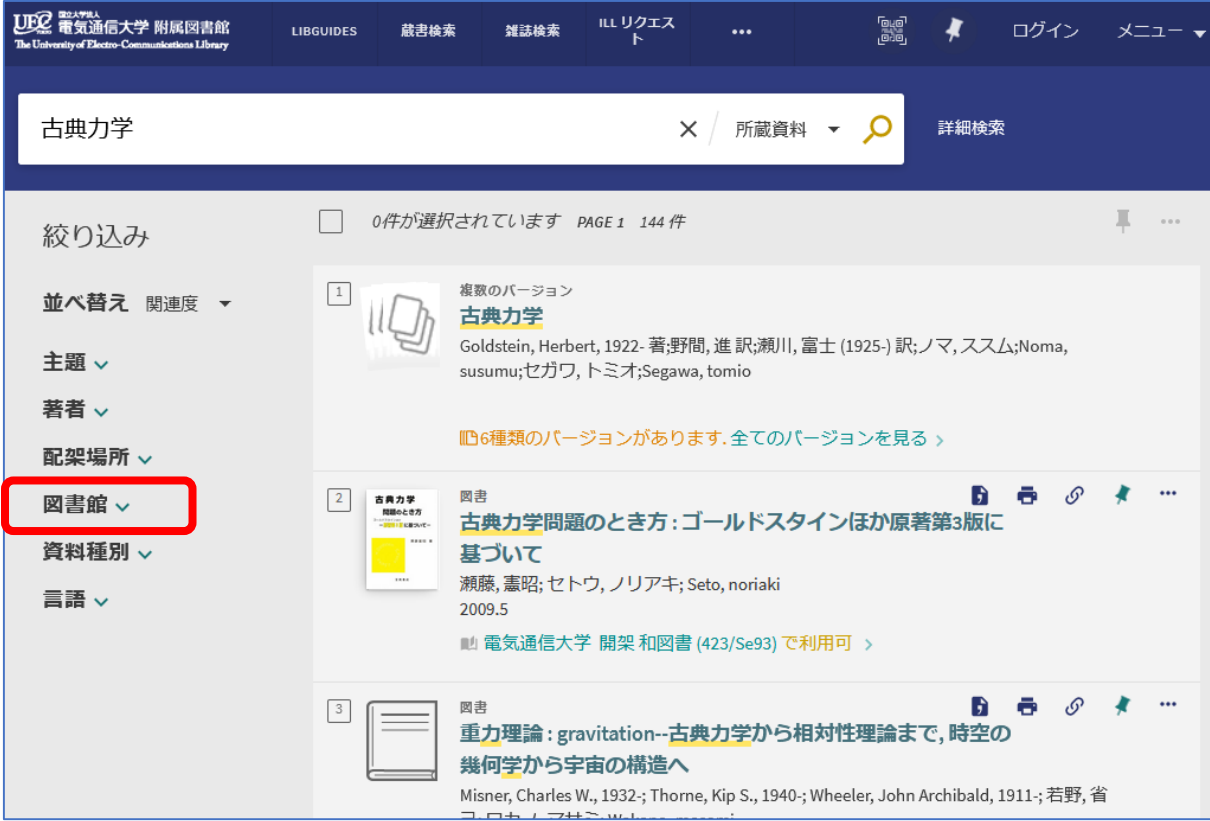 UEC 国立大学法人
電気通信大学 附属図書館
The University of Electro-Communications Library
LIBGUIDES
蔵書検索
雑誌検索
ILL リクエス
ト
•••
ログイン
メニュー
古典力学
所蔵資料
詳細検索
絞り込み
並べ替え 関連度
主題
著者
配架場所
図書館
資料種別
言語
0件が選択されています PAGE 1 144 件
1
複数のバージョン
古典力学
Goldstein, Herbert, 1922- 著;野間, 進 訳;瀬川, 富士 (1925-) 訳;ノマ, ススム;Noma,
susumu;セガワ, トミオ;Segawa, tomio
6種類のバージョンがあります. 全てのバージョンを見る
2
古典力学
問題のとき方
図書
古典力学問題のとき方 : ゴールドスタインほか原著第3版に
基づいて
瀬藤, 憲昭; セトウ, ノリアキ; Seto, noriaki
2009.5
電気通信大学 開架 和図書 (423/Se93) で利用可
3
図書
重力理論 : gravitation--古典力学から相対性理論まで, 時空の
幾何学から宇宙の構造へ
Misner, Charles W., 1932-; Thorne, Kip S., 1940-; Wheeler, John Archibald, 1911-; 若野, 省